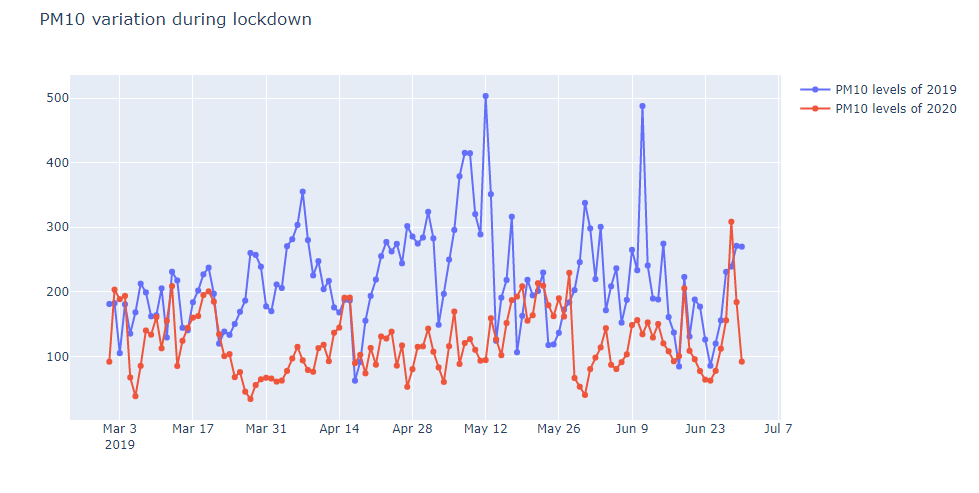 PM10 variation during lockdown
PM10 levels of 2019
PM10 levels of 2020
500
400
300
200
100
Mar 3
2019
Mar 17
Mar 31
Apr 14
Apr 28
May 12
May 26
Jun 9
Jun 23
Jul 7